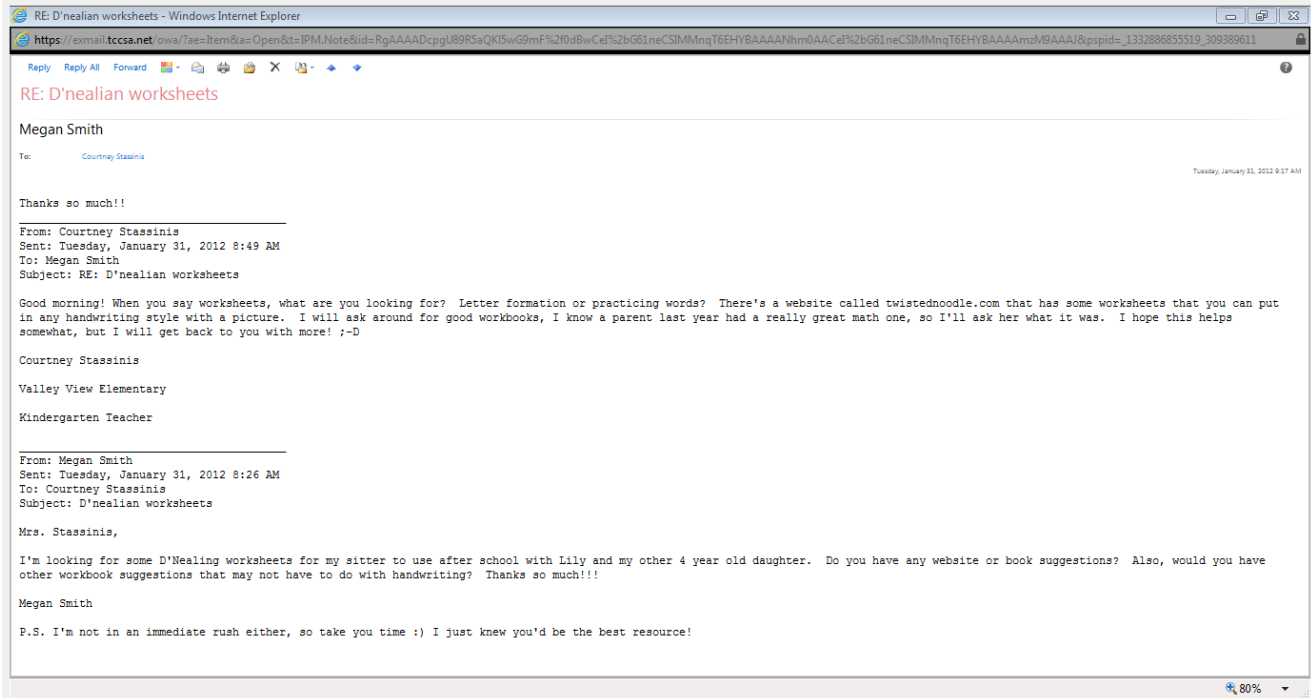 RE: D'nealian worksheets - Windows Internet Explorer
https://exmail.tccsa.net/owa/?ae=Item&a=Open&t=IPM.Note&id=
Reply Reply All Forward
RE: D'nealian worksheets
Megan Smith
To: Courtney Stassinis
Tuesday, January 31, 2012 9:17 AM
Thanks so much!!
From: Courtney Stassinis
Sent: Tuesday, January 31, 2012 8:49 AM
To: Megan Smith
Subject: RE: D'nealian worksheets
Good morning! When you say worksheets, what are you looking for?  Letter formation or practicing words?  There's a website called twistednoodle.com that has some worksheets that you can put
in any handwriting style with a picture.  I will ask around for good workbooks, I know a parent last year had a really great math one, so I'll ask her what it was.  I hope this helps
somewhat, but I will get back to you with more! ;-D
Courtney Stassinis
Valley View Elementary
Kindergarten Teacher
From: Megan Smith
Sent: Tuesday, January 31, 2012 8:26 AM
To: Courtney Stassinis
Subject: D'nealian worksheets
Mrs. Stassinis,
I'm looking for some D'Nealing worksheets for my sitter to use after school with Lily and my other 4 year old daughter.  Do you have any website or book suggestions?  Also, would you have
other workbook suggestions that may not have to do with handwriting?  Thanks so much!!!
Megan Smith
P.S. I'm not in an immediate rush either, so take you time :) I just knew you'd be the best resource!
80%